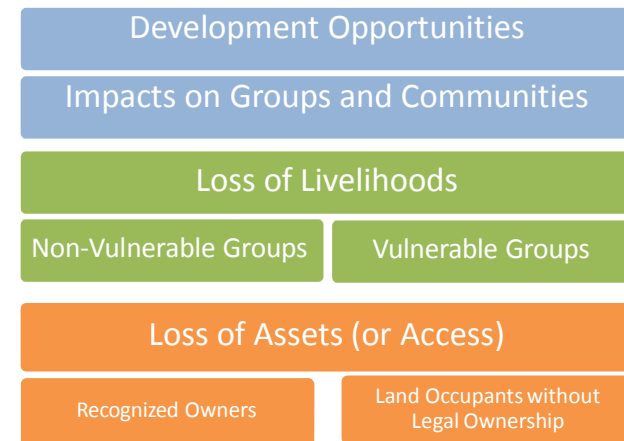 Development Opportunities
Impacts on Groups and Communities
Loss of Livelihoods
Non-Vulnerable Groups
Vulnerable Groups
Loss of Assets (or Access)
Recognized Owners
Land Occupants without
Legal Ownership